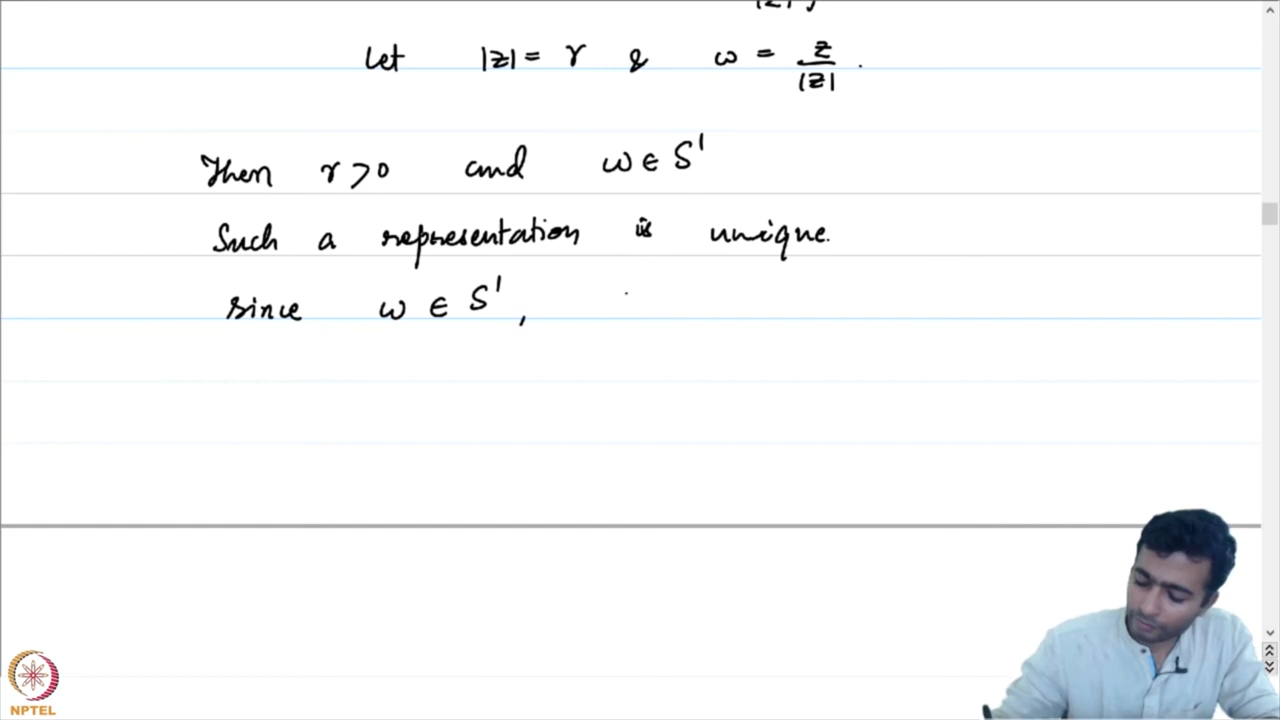 |z|
Let |z| = r & ω = z/|z| .
Then r > 0 and ω ∈ S¹
Such a representation is unique.
since ω ∈ S¹ ,
NPTEL